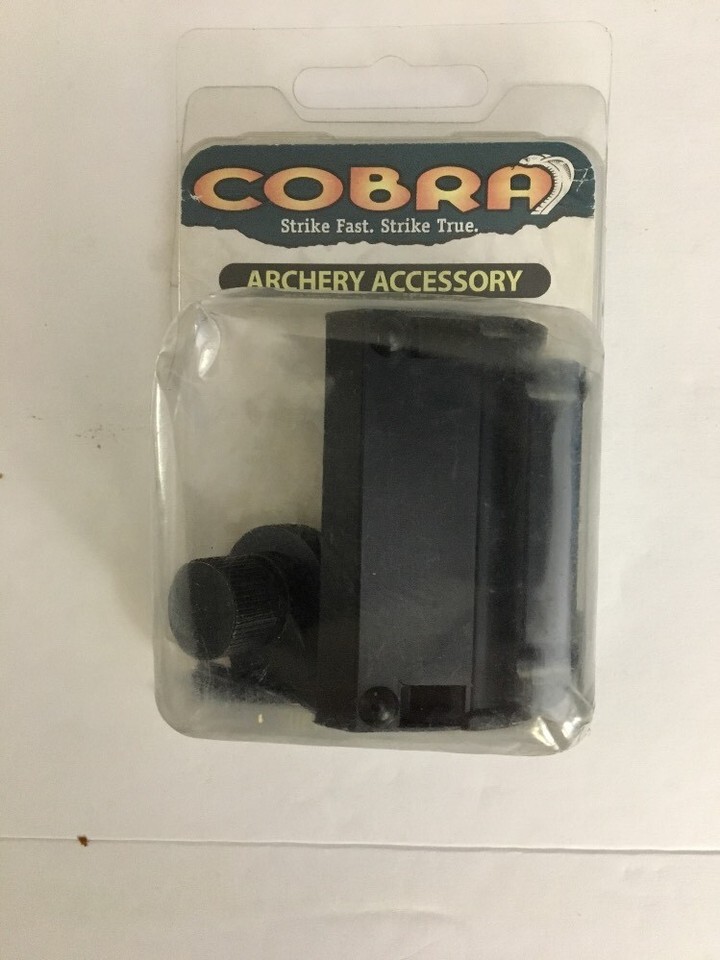 COBRA
Strike Fast. Strike True.
ARCHERY ACCESSORY